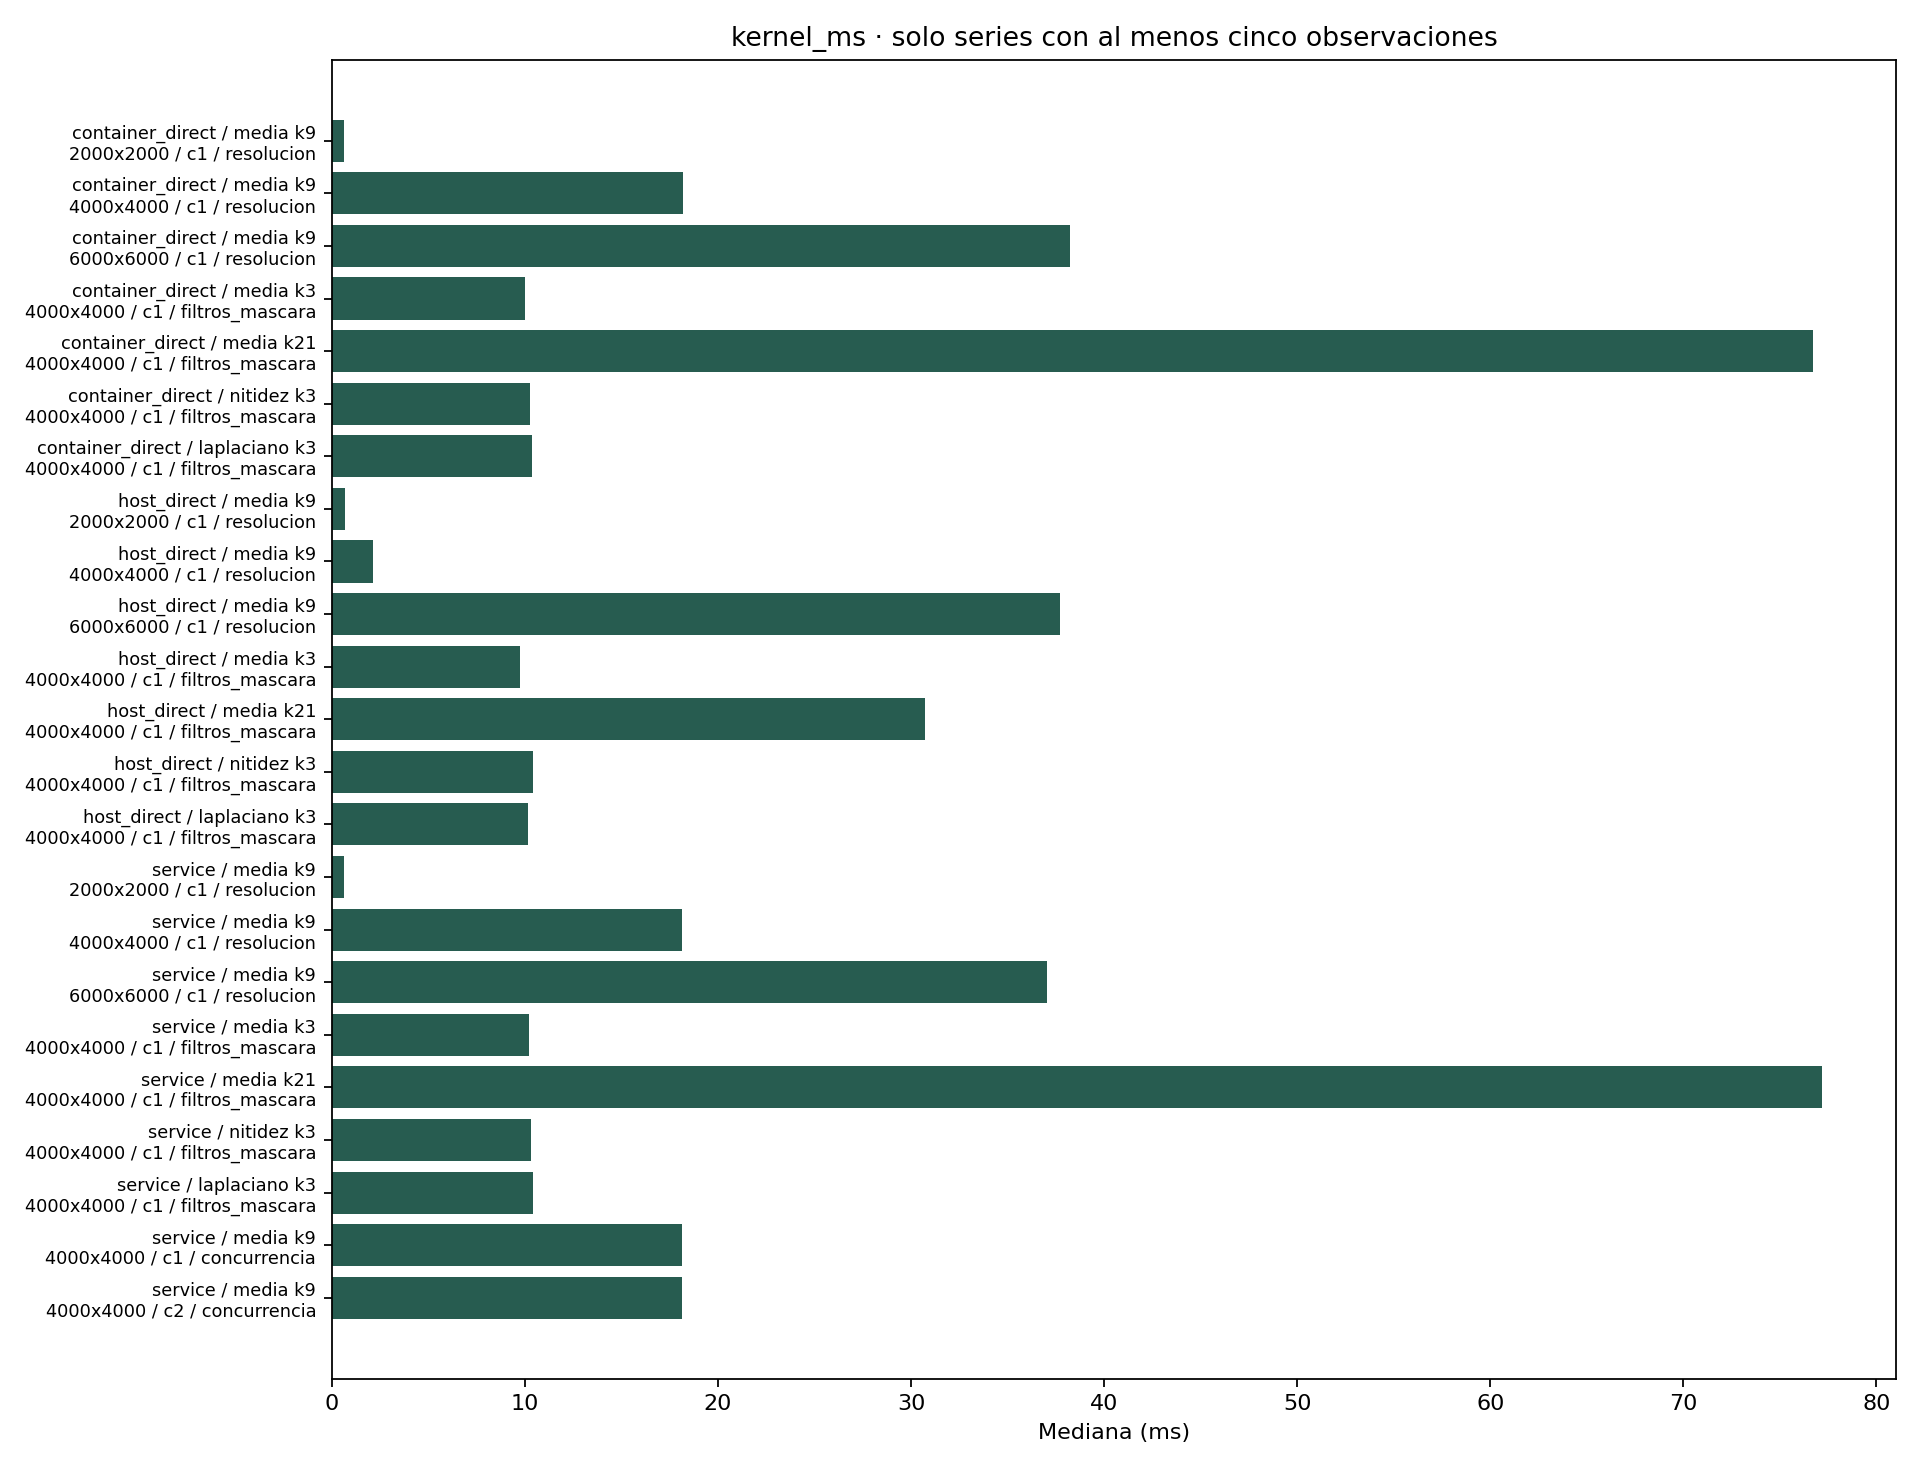 kernel_ms · solo series con al menos cinco observaciones
container_direct / media k9
2000x2000 / c1 / resolucion
container_direct / media k9
4000x4000 / c1 / resolucion
container_direct / media k9
6000x6000 / c1 / resolucion
container_direct / media k3
4000x4000 / c1 / filtros_mascara
container_direct / media k21
4000x4000 / c1 / filtros_mascara
container_direct / nitidez k3
4000x4000 / c1 / filtros_mascara
container_direct / laplaciano k3
4000x4000 / c1 / filtros_mascara
host_direct / media k9
2000x2000 / c1 / resolucion
host_direct / media k9
4000x4000 / c1 / resolucion
host_direct / media k9
6000x6000 / c1 / resolucion
host_direct / media k3
4000x4000 / c1 / filtros_mascara
host_direct / media k21
4000x4000 / c1 / filtros_mascara
host_direct / nitidez k3
4000x4000 / c1 / filtros_mascara
host_direct / laplaciano k3
4000x4000 / c1 / filtros_mascara
service / media k9
2000x2000 / c1 / resolucion
service / media k9
4000x4000 / c1 / resolucion
service / media k9
6000x6000 / c1 / resolucion
service / media k3
4000x4000 / c1 / filtros_mascara
service / media k21
4000x4000 / c1 / filtros_mascara
service / nitidez k3
4000x4000 / c1 / filtros_mascara
service / laplaciano k3
4000x4000 / c1 / filtros_mascara
service / media k9
4000x4000 / c1 / concurrencia
service / media k9
4000x4000 / c2 / concurrencia
0 10 20 30 40 50 60 70 80
Mediana (ms)